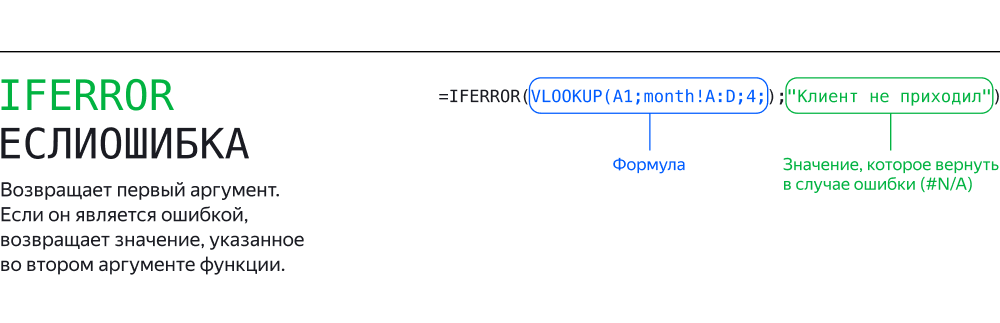 IFERROR
ЕСЛИОШИБКА
Возвращает первый аргумент.
Если он является ошибкой,
возвращает значение, указанное
во втором аргументе функции.
=IFERROR(VLOOKUP(A1;month!A:D;4;);"Клиент не приходил")
Формула
Значение, которое вернуть
в случае ошибки (#N/A)